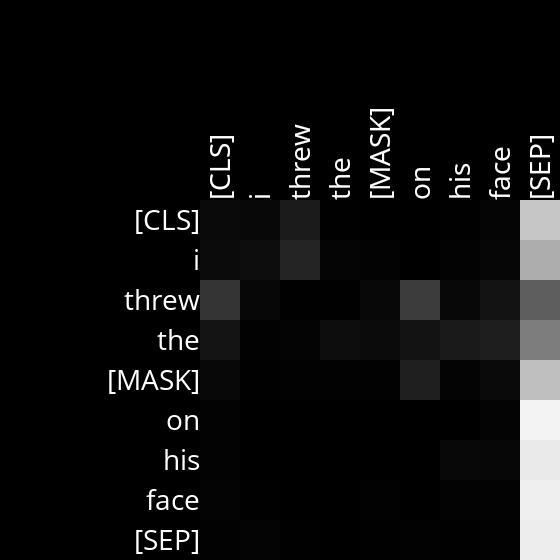 [CLS] i threw the [MASK] on his face [SEP]
[CLS]
i
threw
the
[MASK]
on
his
face
[SEP]